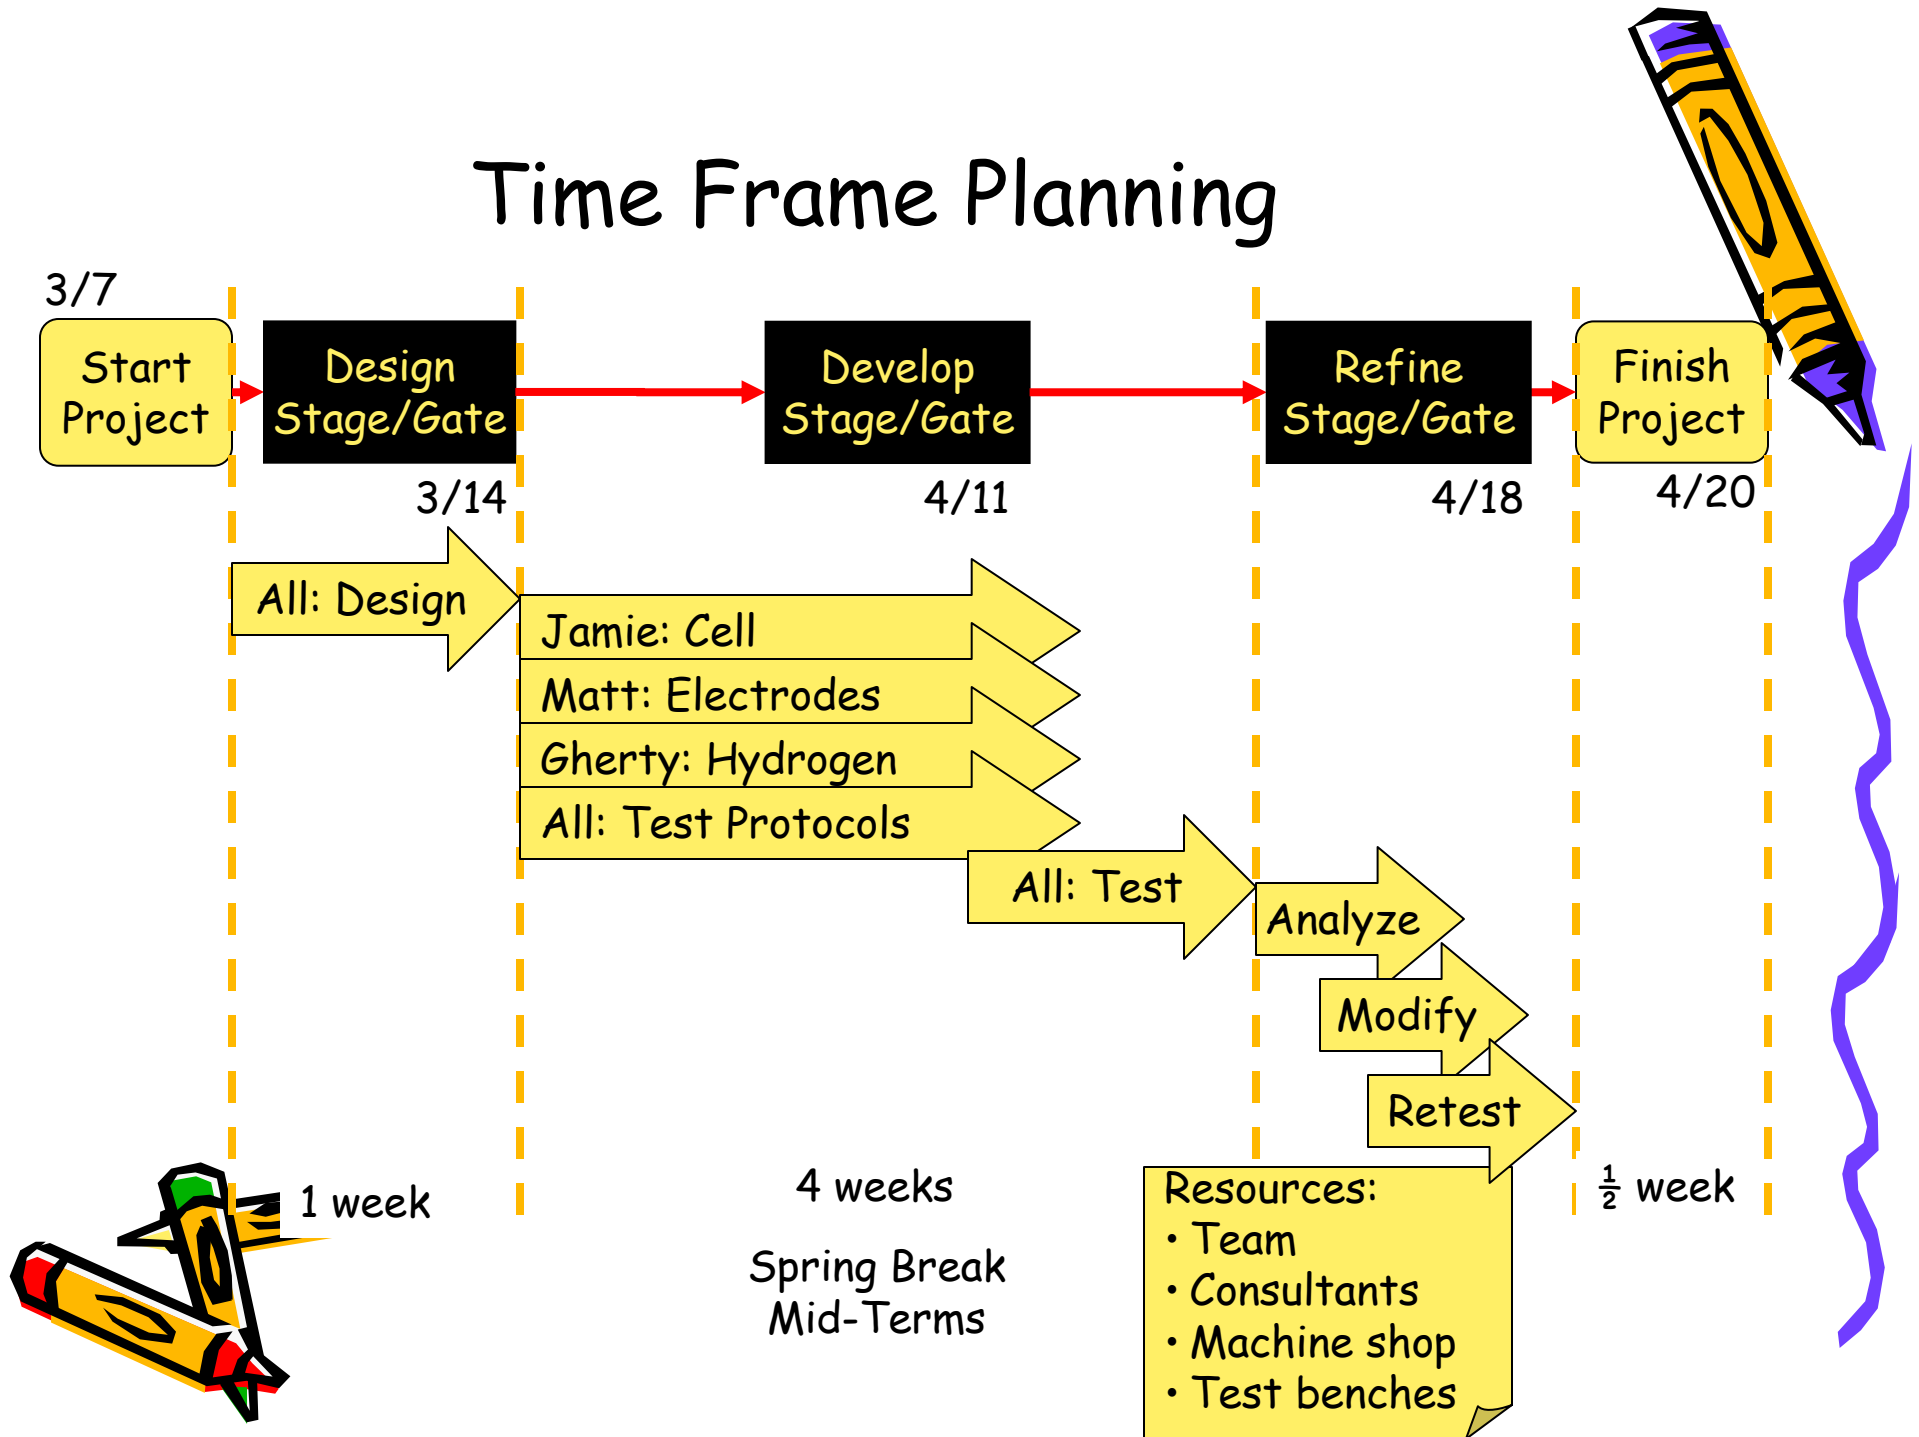 Time Frame Planning
3/7
Start
Project
Design
Stage/Gate
Develop
Stage/Gate
Refine
Stage/Gate
Finish
Project
3/14
4/11
4/18
4/20
All: Design
Jamie: Cell
Matt: Electrodes
Gherty: Hydrogen
All: Test Protocols
All: Test
Analyze
Modify
Retest
1 week
4 weeks
½ week
Spring Break
Mid-Terms
Resources:
• Team
• Consultants
• Machine shop
• Test benches